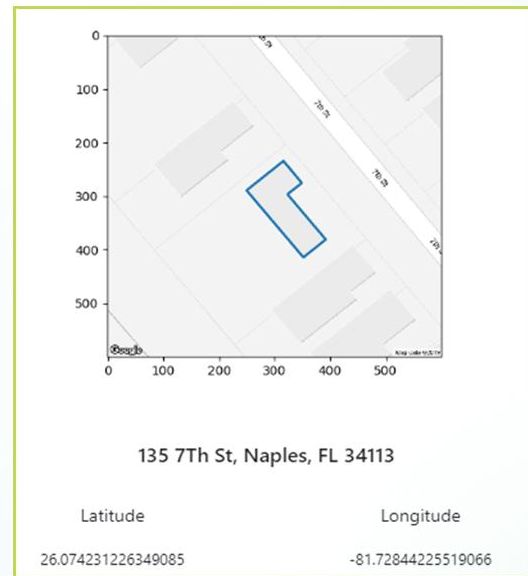 0
100
200
300
400
500
7th St
7th St
Google
0 100 200 300 400 500
135 7Th St, Naples, FL 34113
Latitude Longitude
26.074231226349085 -81.72844225519066